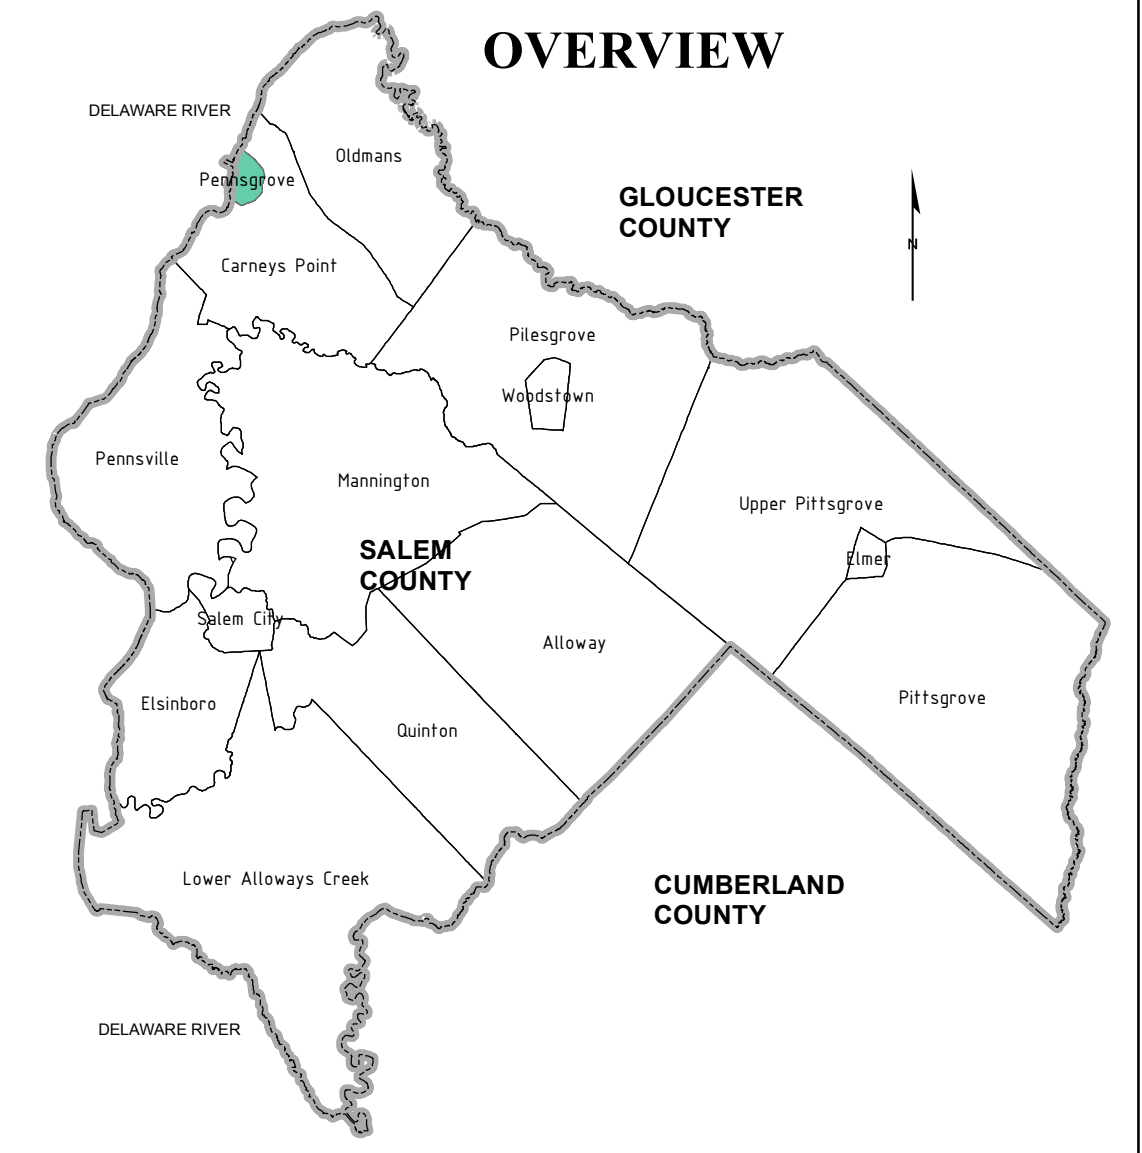 OVERVIEW
DELAWARE RIVER
Oldmans
Pennsgrove
GLOUCESTER
COUNTY
N
Carneys Point
Pilesgrove
Woodstown
Pennsville
Mannington
Upper Pittsgrove
SALEM
COUNTY
Elmer
Salem City
Alloway
Elsinboro
Pittsgrove
Quinton
Lower Alloways Creek
CUMBERLAND
COUNTY
DELAWARE RIVER